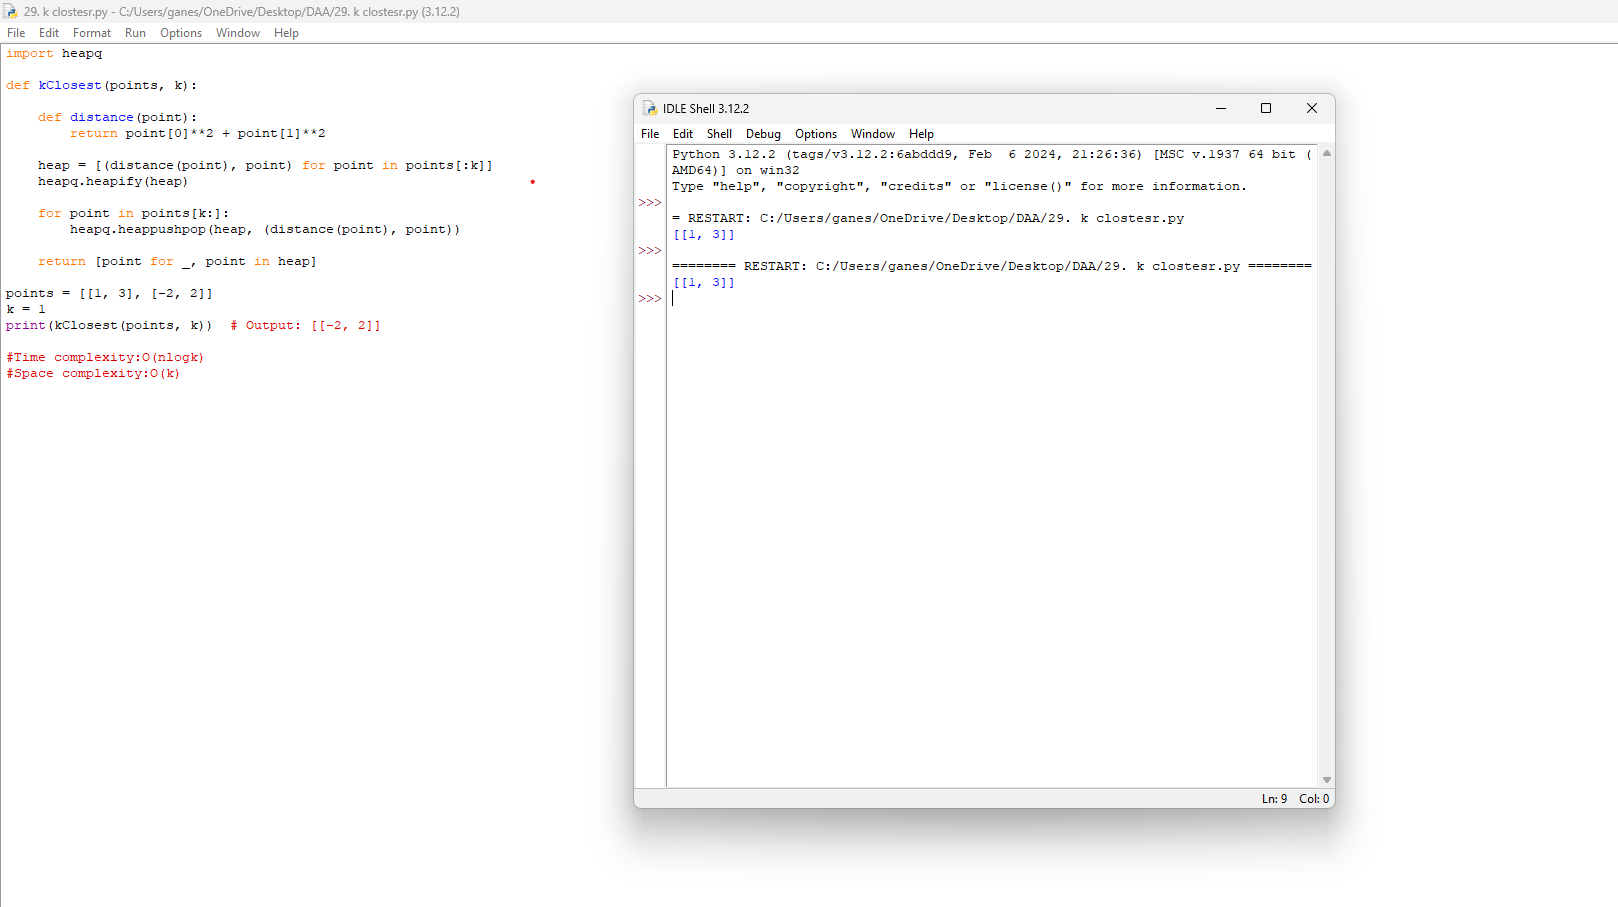 29. k clostesr.py - C:/Users/ganes/OneDrive/Desktop/DAA/29. k clostesr.py (3.12.2)
File Edit Format Run Options Window Help
import heapq
def kClosest(points, k):
    def distance(point):
        return point[0]**2 + point[1]**2
    heap = [(distance(point), point) for point in points[:k]]
    heapq.heapify(heap)
    for point in points[k:]:
        heapq.heappushpop(heap, (distance(point), point))
    return [point for _, point in heap]
points = [[1, 3], [-2, 2]]
k = 1
print(kClosest(points, k))  # Output: [[-2, 2]]
#Time complexity:O(nlogk)
#Space complexity:O(k)
IDLE Shell 3.12.2
File Edit Shell Debug Options Window Help
Python 3.12.2 (tags/v3.12.2:6abddd9, Feb  6 2024, 21:26:36) [MSC v.1937 64 bit (
AMD64)] on win32
Type "help", "copyright", "credits" or "license()" for more information.
>>>
= RESTART: C:/Users/ganes/OneDrive/Desktop/DAA/29. k clostesr.py
[[1, 3]]
>>>
======== RESTART: C:/Users/ganes/OneDrive/Desktop/DAA/29. k clostesr.py ========
[[1, 3]]
>>>
Ln: 9 Col: 0